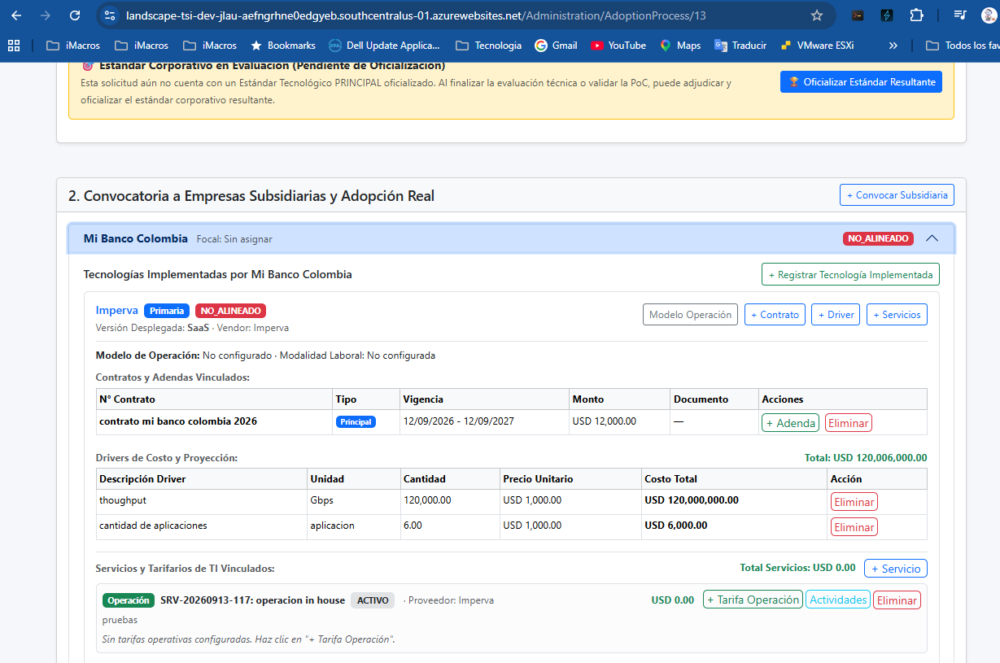 landscape-tsi-dev-jlau-aefngrhne0edgyeb.southcentralus-01.azurewebsites.net/Administration/AdoptionProcess/13
iMacros iMacros iMacros Bookmarks Dell Update Applica... Tecnologia Gmail YouTube Maps Traducir VMware ESXi » Todos los fav
Estándar Corporativo en Evaluación (Pendiente de Oficialización)
Esta solicitud aún no cuenta con un Estándar Tecnológico PRINCIPAL oficializado. Al finalizar la evaluación técnica o validar la PoC, puede adjudicar y
oficializar el estándar corporativo resultante.
Oficializar Estándar Resultante
2. Convocatoria a Empresas Subsidiarias y Adopción Real
+ Convocar Subsidiaria
Mi Banco Colombia Focal: Sin asignar NO_ALINEADO
Tecnologías Implementadas por Mi Banco Colombia
+ Registrar Tecnología Implementada
Imperva Primaria NO_ALINEADO
Modelo Operación + Contrato + Driver + Servicios
Versión Desplegada: SaaS · Vendor: Imperva
Modelo de Operación: No configurado · Modalidad Laboral: No configurada
Contratos y Adendas Vinculados:
N° Contrato Tipo Vigencia Monto Documento Acciones
contrato mi banco colombia 2026 Principal 12/09/2026 - 12/09/2027 USD 12,000.00 — + Adenda Eliminar
Drivers de Costo y Proyección: Total: USD 120,006,000.00
Descripción Driver Unidad Cantidad Precio Unitario Costo Total Acción
thoughput Gbps 120,000.00 USD 1,000.00 USD 120,000,000.00 Eliminar
cantidad de aplicaciones aplicacion 6.00 USD 1,000.00 USD 6,000.00 Eliminar
Servicios y Tarifarios de TI Vinculados: Total Servicios: USD 0.00 + Servicio
Operación SRV-20260913-117: operacion in house ACTIVO · Proveedor: Imperva USD 0.00 + Tarifa Operación Actividades Eliminar
pruebas
Sin tarifas operativas configuradas. Haz clic en "+ Tarifa Operación".